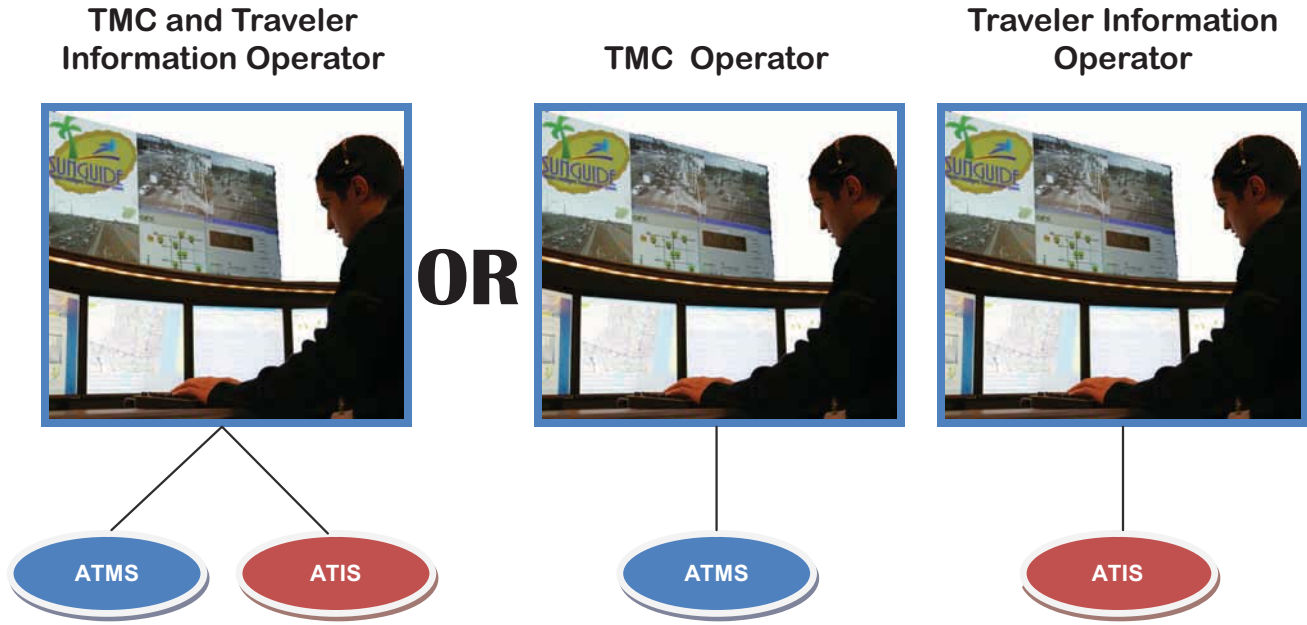 TMC and Traveler
Information Operator
TMC Operator
Traveler Information
Operator
SUNGUIDE
OR
SUNGUIDE
SUNGUIDE
ATMS
ATIS
ATMS
ATIS